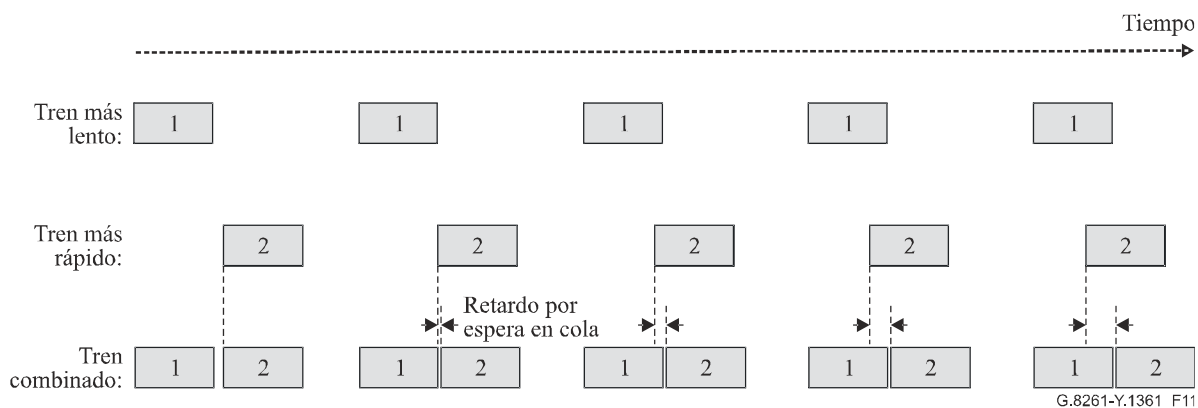 Tiempo
Tren más
lento:
1 1 1 1 1
Tren más
rápido:
2 2 2 2 2
Retardo por
espera en cola
Tren
combinado:
1 2 1 2 1 2 1 2 1 2
G.8261-Y.1361 F11